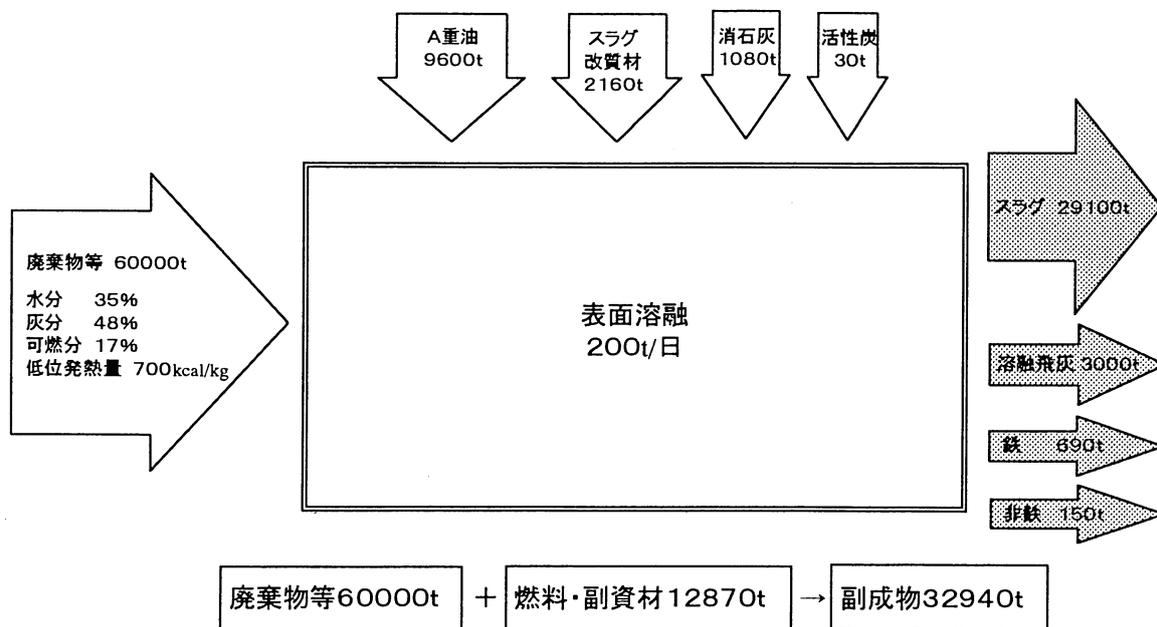 A重油
9600t
スラグ
改質材
2160t
消石灰
1080t
活性炭
30t
廃棄物等 60000t
水分 35%
灰分 48%
可燃分 17%
低位発熱量 700kcal/kg
表面溶融
200t/日
スラグ 29100t
溶融飛灰 3000t
鉄 690t
非鉄 150t
廃棄物等60000t + 燃料・副資材12870t → 副成物32940t